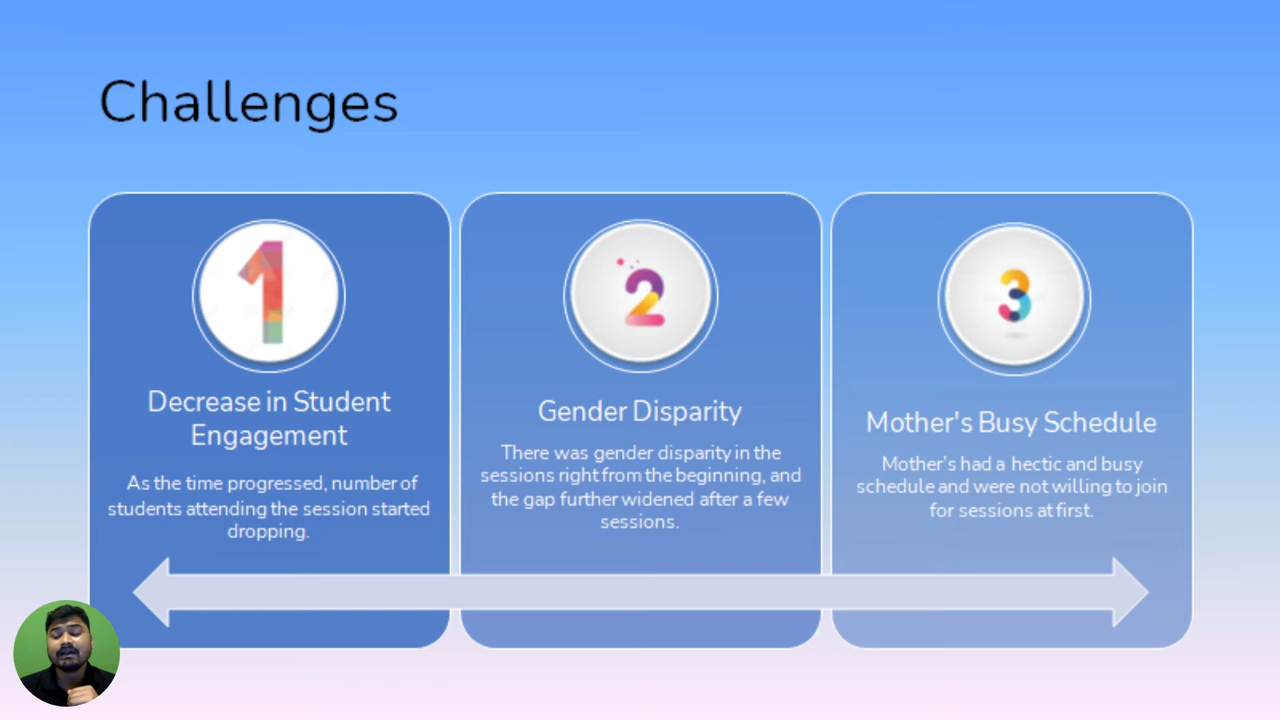 Challenges
1
Decrease in Student
Engagement
As the time progressed, number of
students attending the session started
dropping.
2
Gender Disparity
There was gender disparity in the
sessions right from the beginning, and
the gap further widened after a few
sessions.
3
Mother's Busy Schedule
Mother's had a hectic and busy
schedule and were not willing to join
for sessions at first.